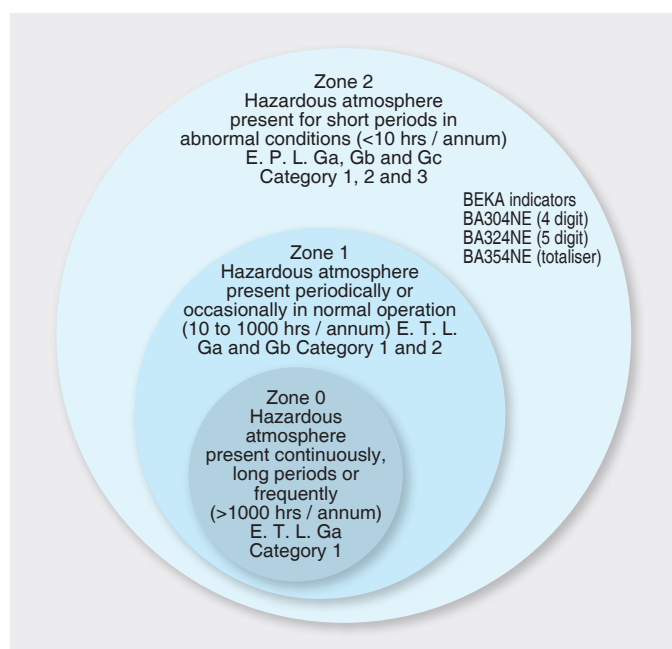 Zone 2
Hazardous atmosphere
present for short periods in
abnormal conditions (<10 hrs / annum)
E. P. L. Ga, Gb and Gc
Category 1, 2 and 3
BEKA indicators
BA304NE (4 digit)
BA324NE (5 digit)
BA354NE (totaliser)
Zone 1
Hazardous atmosphere
present periodically or
occasionally in normal operation
(10 to 1000 hrs / annum) E. T. L.
Ga and Gb Category 1 and 2
Zone 0
Hazardous
atmosphere
present continuously,
long periods or
frequently
(>1000 hrs / annum)
E. T. L. Ga
Category 1